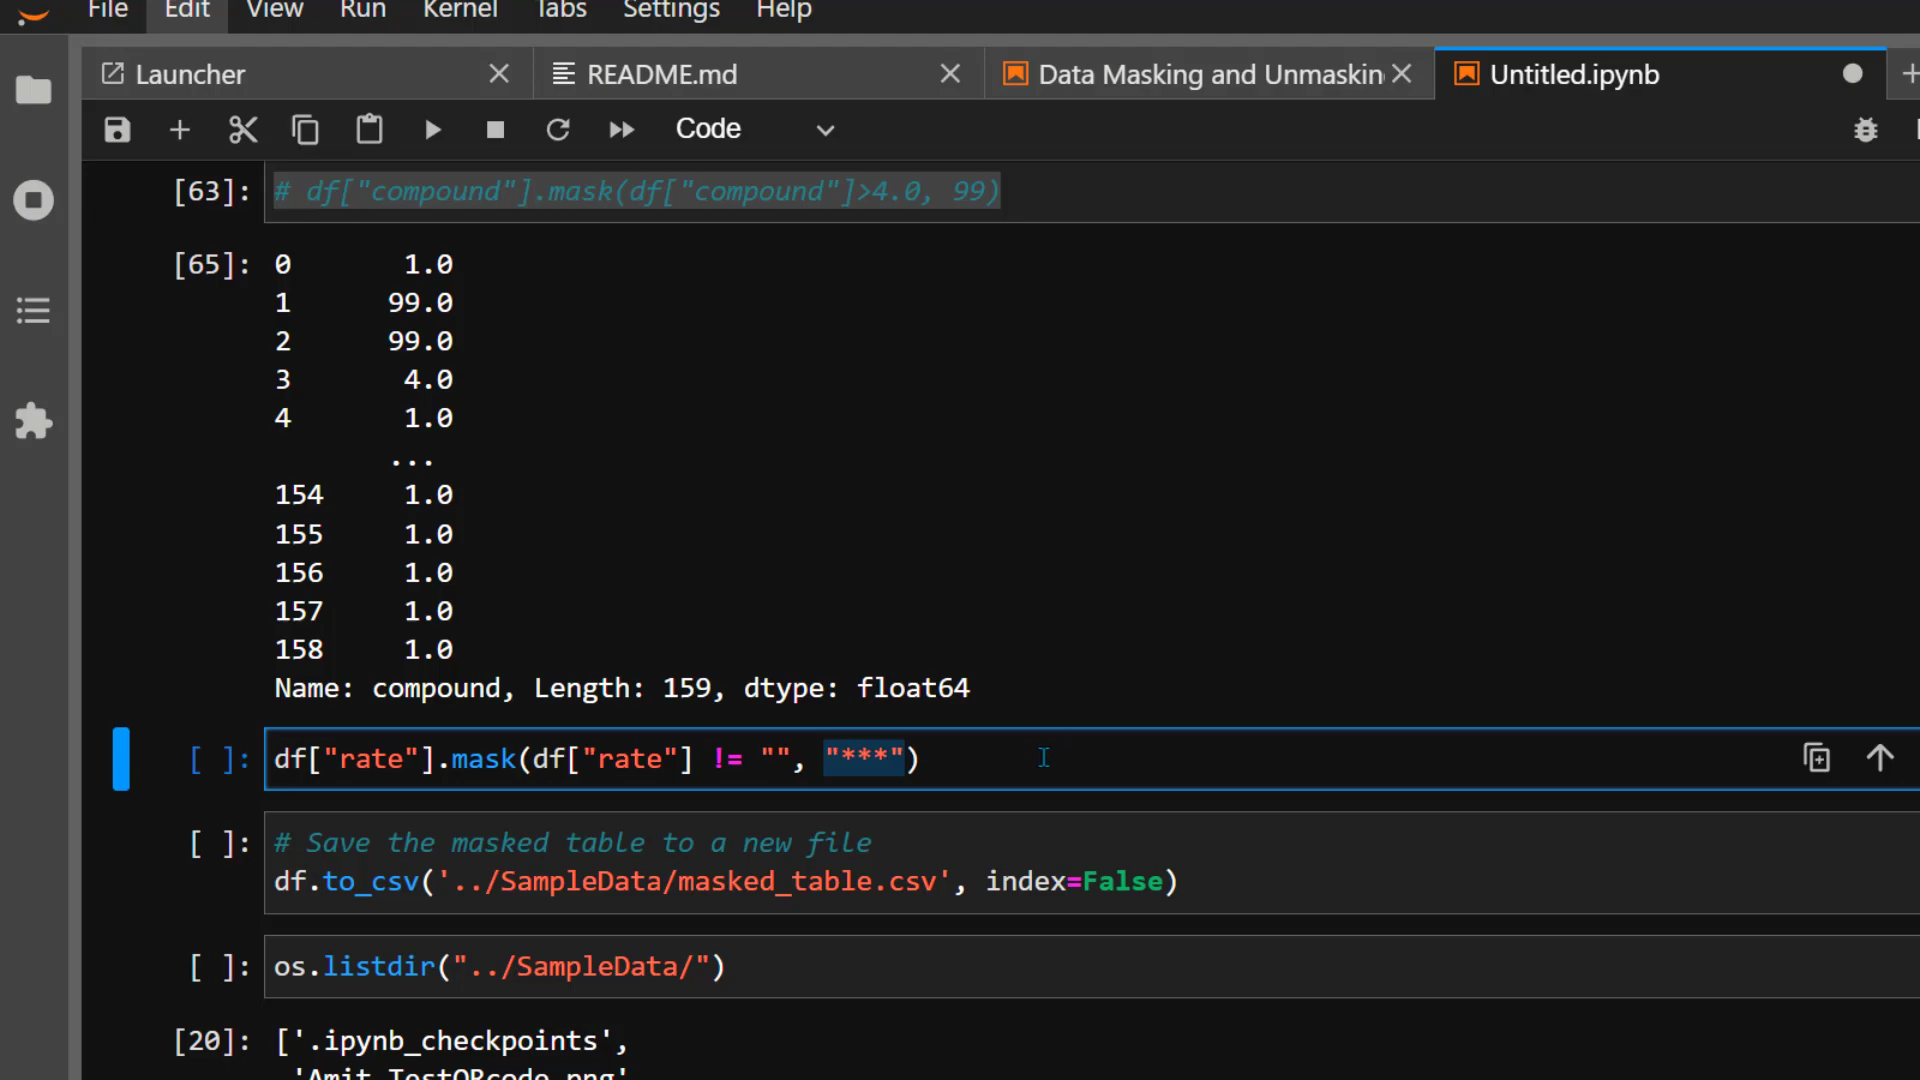 File Edit View Run Kernel Tabs Settings Help
Launcher README.md Data Masking and Unmaskin Untitled.ipynb
Code
[63]: # df["compound"].mask(df["compound"]>4.0, 99)
[65]: 0 1.0
1 99.0
2 99.0
3 4.0
4 1.0
...
154 1.0
155 1.0
156 1.0
157 1.0
158 1.0
Name: compound, Length: 159, dtype: float64
[ ]: df["rate"].mask(df["rate"] != "", "***")
[ ]: # Save the masked table to a new file
df.to_csv('../SampleData/masked_table.csv', index=False)
[ ]: os.listdir("../SampleData/")
[20]: ['.ipynb_checkpoints',
'Amit_TestQRcode.png'